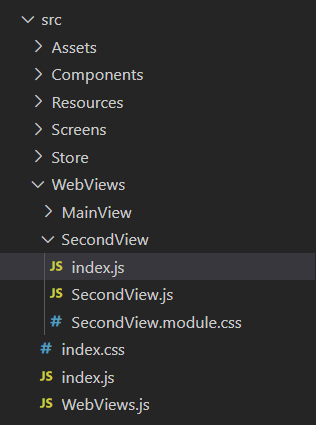 src
Assets
Components
Resources
Screens
Store
WebViews
MainView
SecondView
JS index.js
JS SecondView.js
# SecondView.module.css
# index.css
JS index.js
JS WebViews.js